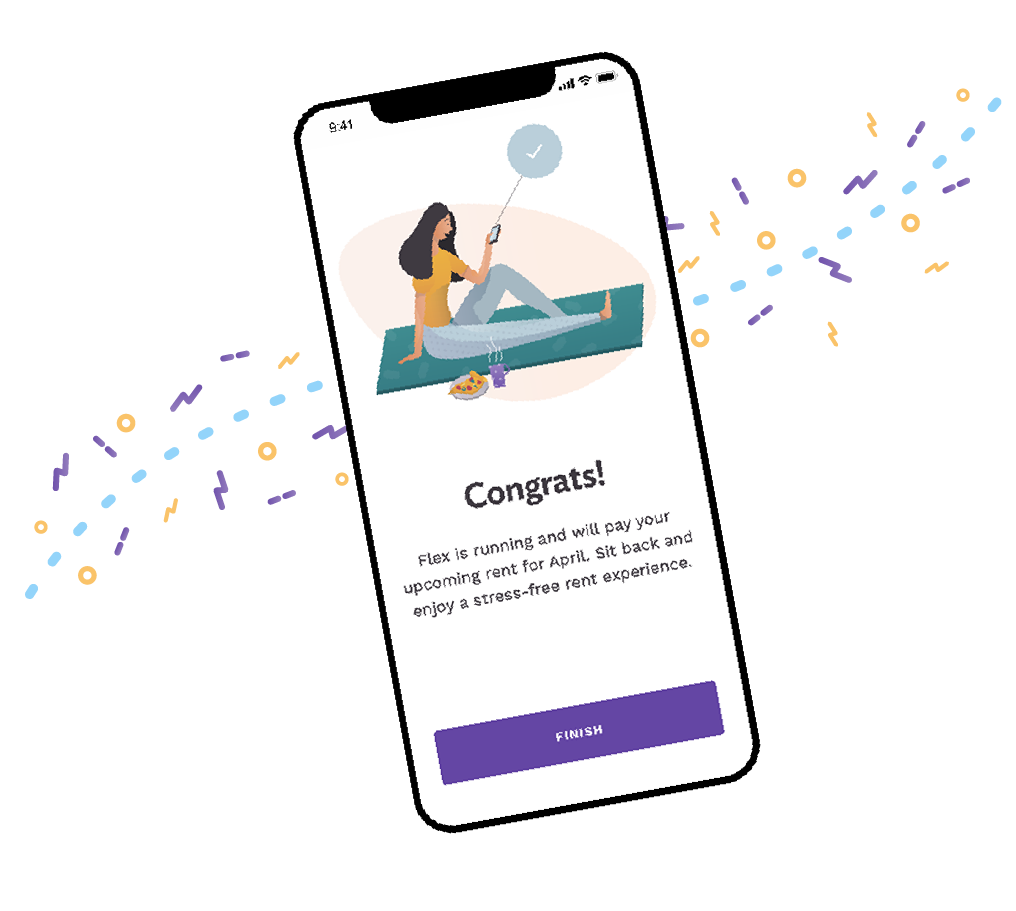 9:41
Congrats!
Flex is running and will pay your
upcoming rent for April. Sit back and
enjoy a stress-free rent experience.
FINISH